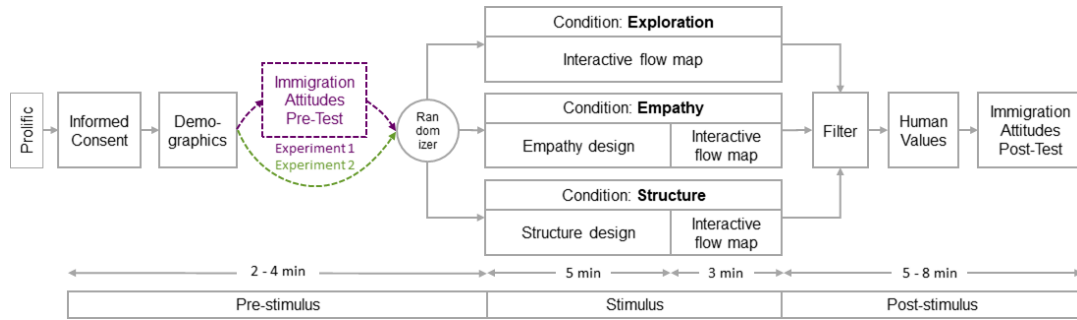 Prolific
Informed
Consent
Demo-
graphics
Immigration
Attitudes
Pre-Test
Experiment 1
Experiment 2
Ran
dom
izer
Condition: Exploration
Interactive flow map
Condition: Empathy
Empathy design
Interactive
flow map
Condition: Structure
Structure design
Interactive
flow map
Filter
Human
Values
Immigration
Attitudes
Post-Test
2 - 4 min
5 min
3 min
5 - 8 min
Pre-stimulus
Stimulus
Post-stimulus